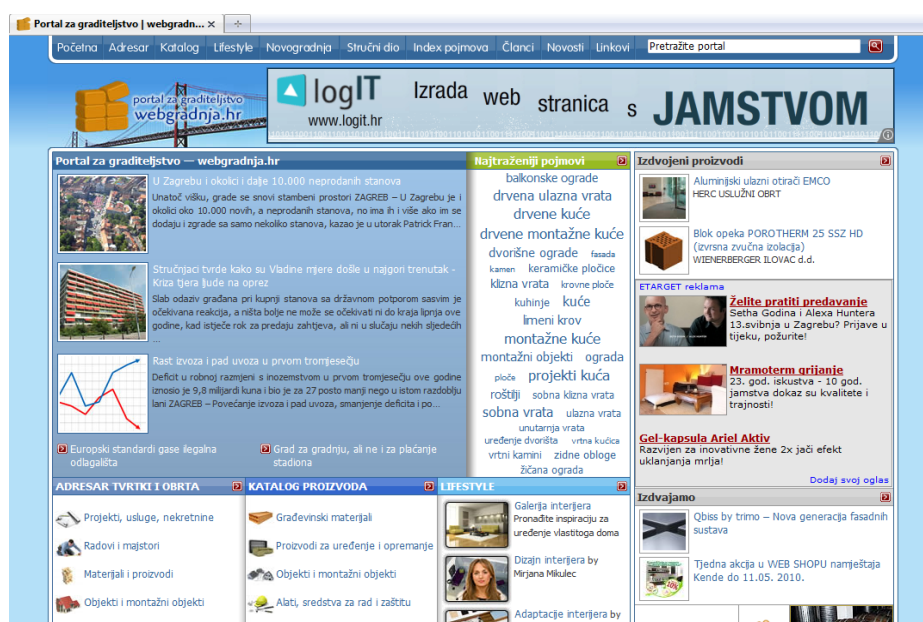 Portal za graditeljstvo | webgradn...
Početna Adresar Katalog Lifestyle Novogradnja Stručni dio Index pojmova Članci Novosti Linkovi Pretražite portal
portal za graditeljstvo
webgradnja.hr
logIT
www.logit.hr
Izrada web stranica s JAMSTVOM
Portal za graditeljstvo — webgradnja.hr
U Zagrebu i okolici i dalje 10.000 neprodanih stanova
Unatoč višku, grade se snovi stambeni prostori ZAGREB – U Zagrebu je i
okolici oko 10.000 novih, a neprodanih stanova, no ima ih i više ako im se
dodaju i zgrade sa samo nekoliko stanova, kazao je u utorak Patrick Fran...
Stručnjaci tvrde kako su Vladine mjere došle u najgori trenutak -
Kriza tjera ljude na oprez
Slab odaziv građana pri kupnji stanova sa državnom potporom sasvim je
očekivana reakcija, a ništa bolje ne može se očekivati ni do kraja lipnja ove
godine, kad istječe rok za predaju zahtjeva, ali ni u slučaju nekih sljedećih
...
Rast izvoza i pad uvoza u prvom tromjesečju
Deficit u robnoj razmjeni s inozemstvom u prvom tromjesečju ove godine
iznosio je 9,8 milijardi kuna i bio je za 27 posto manji nego u istom razdoblju
lani ZAGREB – Povećanje izvoza i pad uvoza, smanjenje deficita i po...
Europski standardi gase ilegalna
odlagališta
Grad za gradnju, ali ne i za plaćanje
stadiona
Najtraženiji pojmovi
balkonske ograde
drvena ulazna vrata
drvene kuće
drvene montažne kuće
dvorišne ograde fasada
kamen keramičke pločice
klizna vrata krovne ploče
kuhinje kuće
limeni krov
montažne kuće
montažni objekti ograda
ploče projekti kuća
roštilji sobna klizna vrata
sobna vrata ulazna vrata
unutarnja vrata
uređenje dvorišta vrtna kućica
vrtni kamini zidne obloge
žičana ograda
Izdvojeni proizvodi
Aluminijski ulazni otirači EMCO
HERC USLUŽNI OBRT
Blok opeka POROTHERM 25 SSZ HD
(izvrsna zvučna izolacija)
WIENERBERGER ILOVAC d.d.
ETARGET reklama
Želite pratiti predavanje
Setha Godina i Alexa Huntera
13.svibnja u Zagrebu? Prijave u
tijeku, požurite!
Mramoterm grijanje
23. god. iskustva - 10 god.
jamstva dokaz su kvalitete i
trajnosti!
Gel-kapsula Ariel Aktiv
Razvijen za inovativne žene 2x jači efekt
uklanjanja mrlja!
Dodaj svoj oglas
Izdvajamo
Qbiss by trimo – Nova generacija fasadnih
sustava
Tjedna akcija u WEB SHOPU namještaja
Kende do 11.05. 2010.
ADRESAR TVRTKI I OBRTA
Projekti, usluge, nekretnine
Radovi i majstori
Materijali i proizvodi
Objekti i montažni objekti
KATALOG PROIZVODA
Građevinski materijali
Proizvodi za uređenje i opremanje
Objekti i montažni objekti
Alati, sredstva za rad i zaštitu
LIFESTYLE
Galerija interijera
Pronađite inspiraciju za
uređenje vlastitoga doma
Dizajn interijera by
Mirjana Mikulec
Adaptacije interijera by